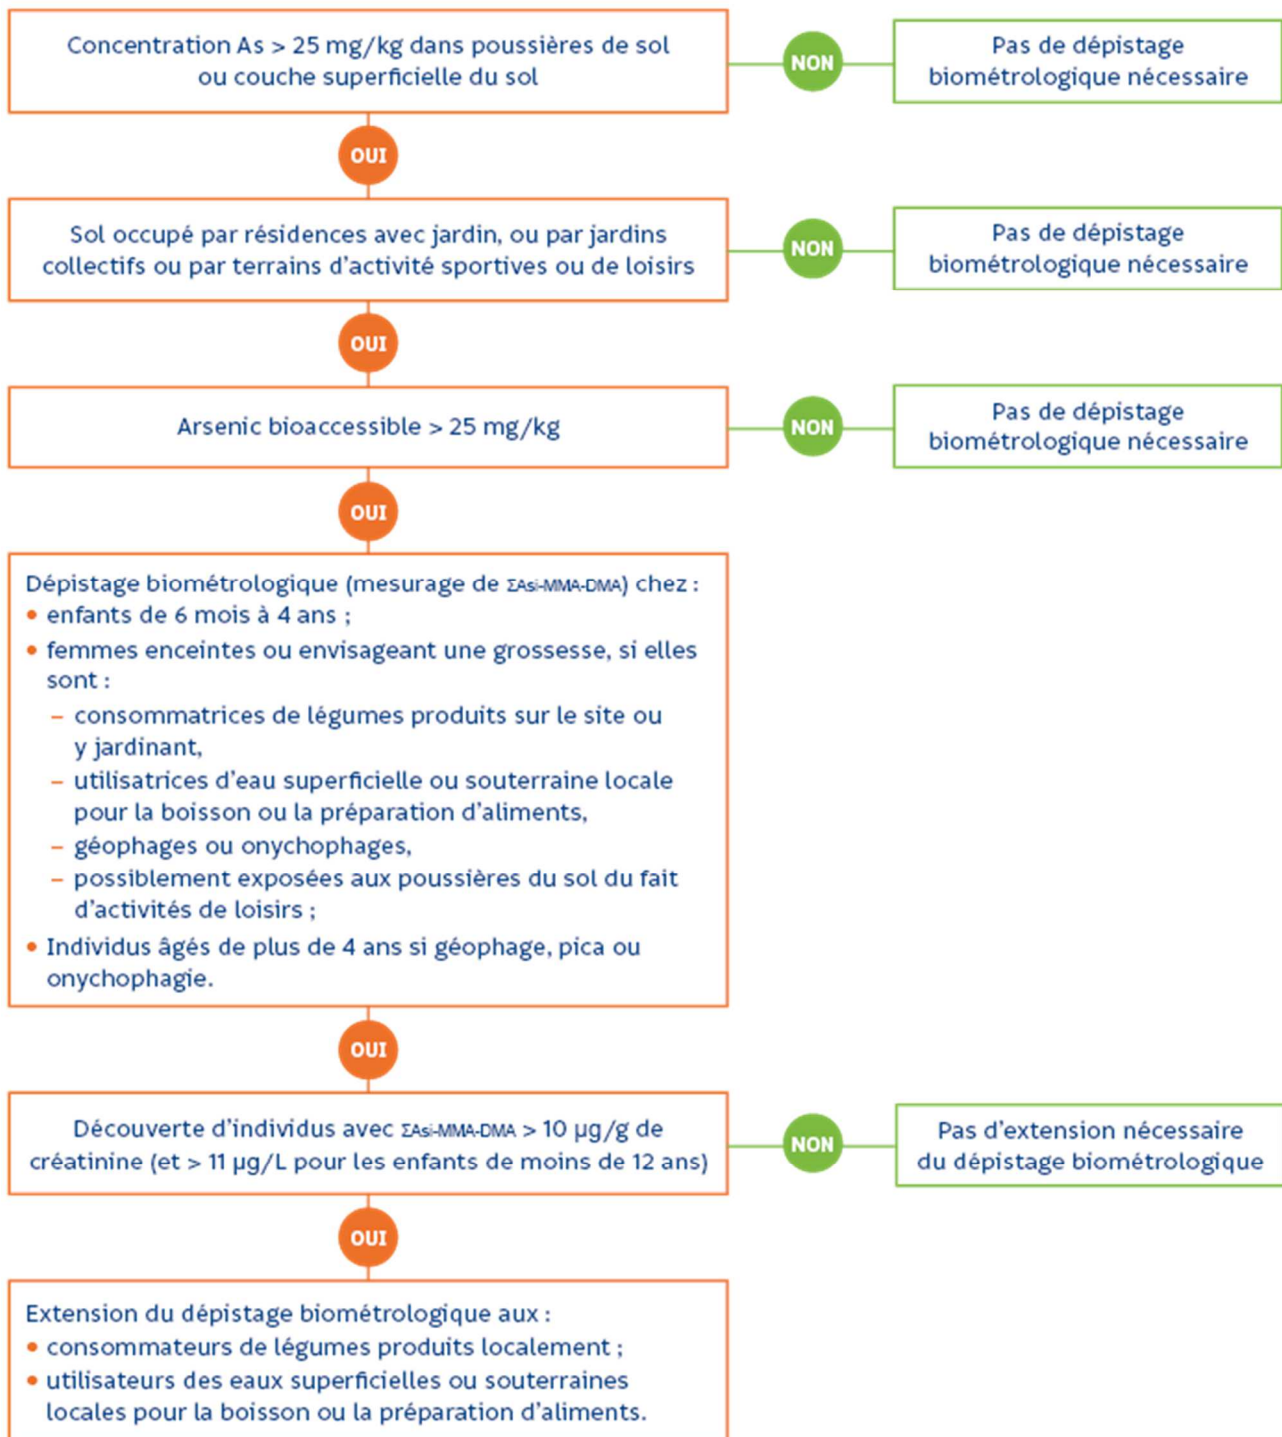 Concentration As > 25 mg/kg dans poussières de sol
ou couche superficielle du sol
NON
Pas de dépistage
biométrologique nécessaire
OUI
Sol occupé par résidences avec jardin, ou par jardins
collectifs ou par terrains d'activité sportives ou de loisirs
NON
Pas de dépistage
biométrologique nécessaire
OUI
Arsenic bioaccessible > 25 mg/kg
NON
Pas de dépistage
biométrologique nécessaire
OUI
Dépistage biométrologique (mesurage de ΣAsi-MMA-DMA) chez :
• enfants de 6 mois à 4 ans ;
• femmes enceintes ou envisageant une grossesse, si elles
sont :
– consommatrices de légumes produits sur le site ou
y jardinant,
– utilisatrices d'eau superficielle ou souterraine locale
pour la boisson ou la préparation d'aliments,
– géophages ou onychophages,
– possiblement exposées aux poussières du sol du fait
d'activités de loisirs ;
• Individus âgés de plus de 4 ans si géophage, pica ou
onychophagie.
OUI
Découverte d'individus avec ΣAsi-MMA-DMA > 10 µg/g de
créatinine (et > 11 µg/L pour les enfants de moins de 12 ans)
NON
Pas d'extension nécessaire
du dépistage biométrologique
OUI
Extension du dépistage biométrologique aux :
• consommateurs de légumes produits localement ;
• utilisateurs des eaux superficielles ou souterraines
locales pour la boisson ou la préparation d'aliments.